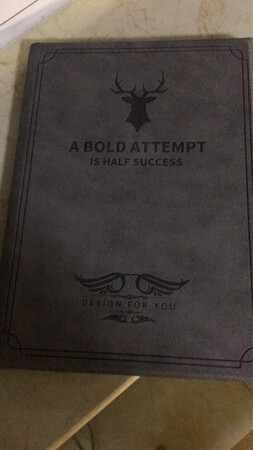 A BOLD ATTEMPT
IS HALF SUCCESS
DESIGN FOR YOU